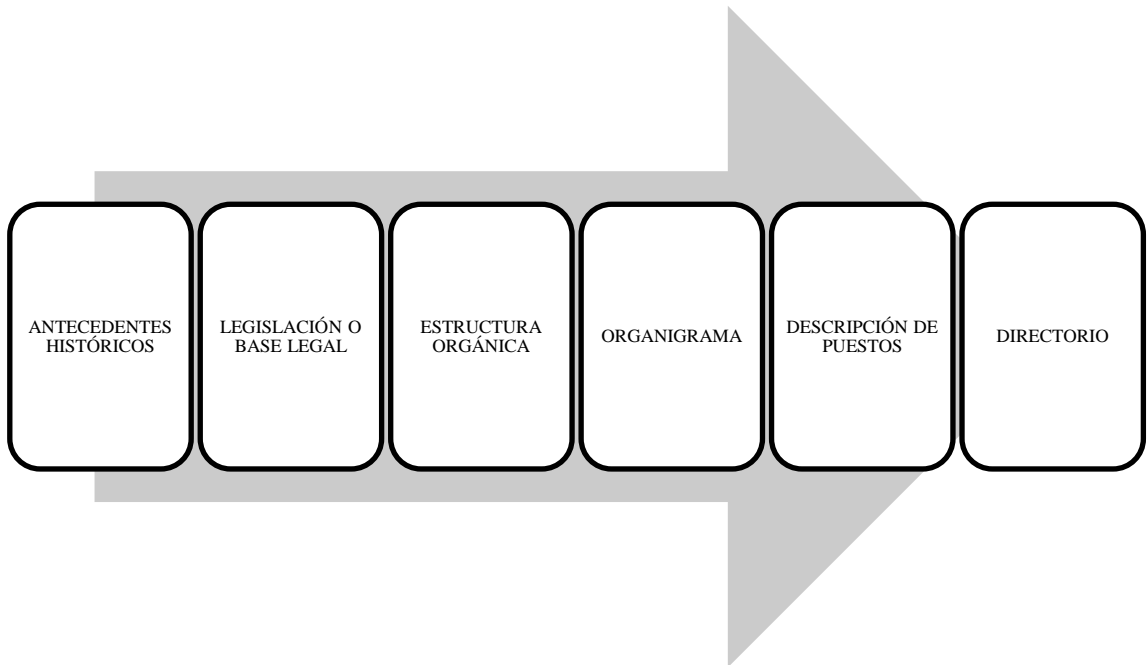 ANTECEDENTES
HISTÓRICOS
LEGISLACIÓN O
BASE LEGAL
ESTRUCTURA
ORGÁNICA
ORGANIGRAMA
DESCRIPCIÓN DE
PUESTOS
DIRECTORIO